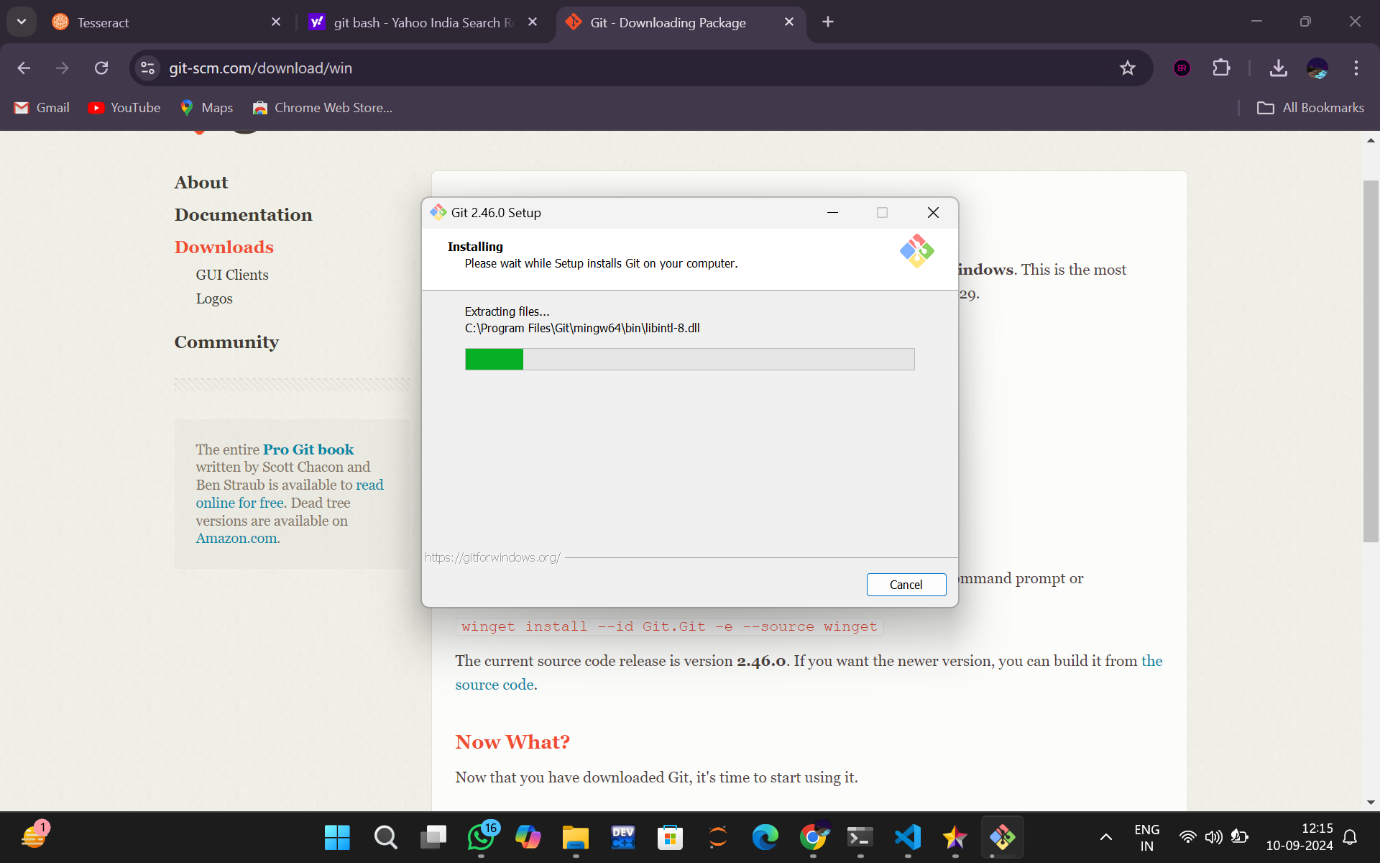 Tesseract
git bash - Yahoo India Search R
Git - Downloading Package
git-scm.com/download/win
Gmail
YouTube
Maps
Chrome Web Store...
All Bookmarks
About
Documentation
Downloads
GUI Clients
Logos
Community
The entire Pro Git book
written by Scott Chacon and
Ben Straub is available to read
online for free. Dead tree
versions are available on
Amazon.com.
indows. This is the most
29.
Git 2.46.0 Setup
Installing
Please wait while Setup installs Git on your computer.
Extracting files...
C:\Program Files\Git\mingw64\bin\libintl-8.dll
https://gitforwindows.org/
Cancel
mmand prompt or
winget install --id Git.Git -e --source winget
The current source code release is version 2.46.0. If you want the newer version, you can build it from the
source code.
Now What?
Now that you have downloaded Git, it's time to start using it.
1
16
DEV
C++
ENG
IN
12:15
10-09-2024